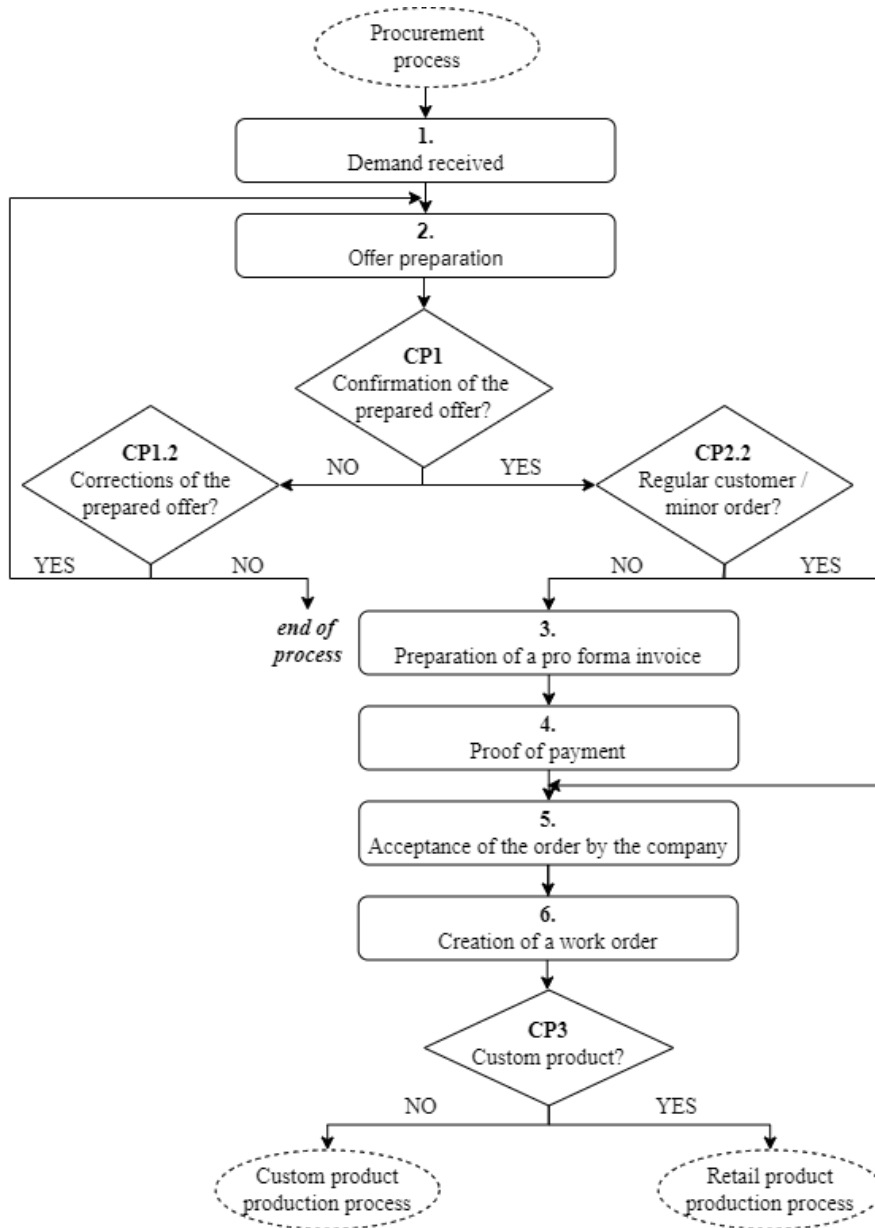 Procurement
process
1.
Demand received
2.
Offer preparation
CP1
Confirmation of the
prepared offer?
CP1.2
Corrections of the
prepared offer?
NO
YES
CP2.2
Regular customer /
minor order?
YES
NO
NO
YES
end of
process
3.
Preparation of a pro forma invoice
4.
Proof of payment
5.
Acceptance of the order by the company
6.
Creation of a work order
CP3
Custom product?
NO
YES
Custom product
production process
Retail product
production process